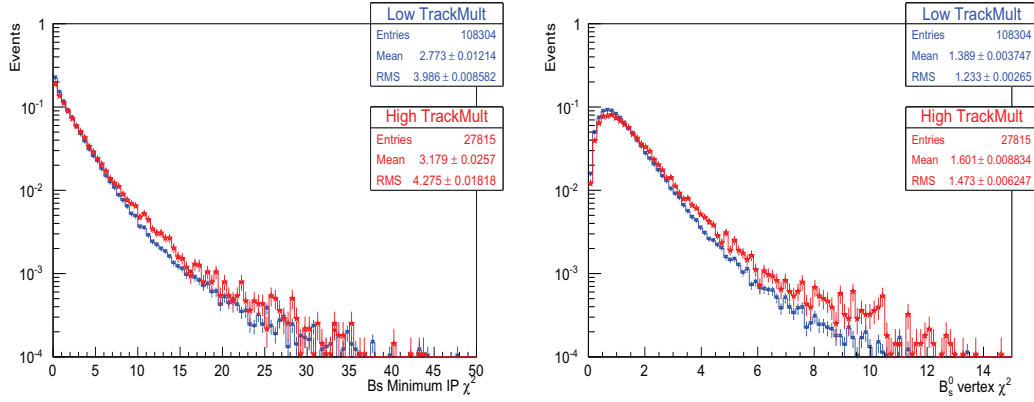 Low TrackMult
Entries 108304
Mean 2.773 ± 0.01214
RMS 3.986 ± 0.008582
High TrackMult
Entries 27815
Mean 3.179 ± 0.0257
RMS 4.275 ± 0.01818
Events
1
10⁻¹
10⁻²
10⁻³
10⁻⁴
0 5 10 15 20 25 30 35 40 45 50
Bs Minimum IP χ²
Low TrackMult
Entries 108304
Mean 1.389 ± 0.003747
RMS 1.233 ± 0.00265
High TrackMult
Entries 27815
Mean 1.601 ± 0.008834
RMS 1.473 ± 0.006247
Events
1
10⁻¹
10⁻²
10⁻³
10⁻⁴
0 2 4 6 8 10 12 14
B⁰ₛ vertex χ²